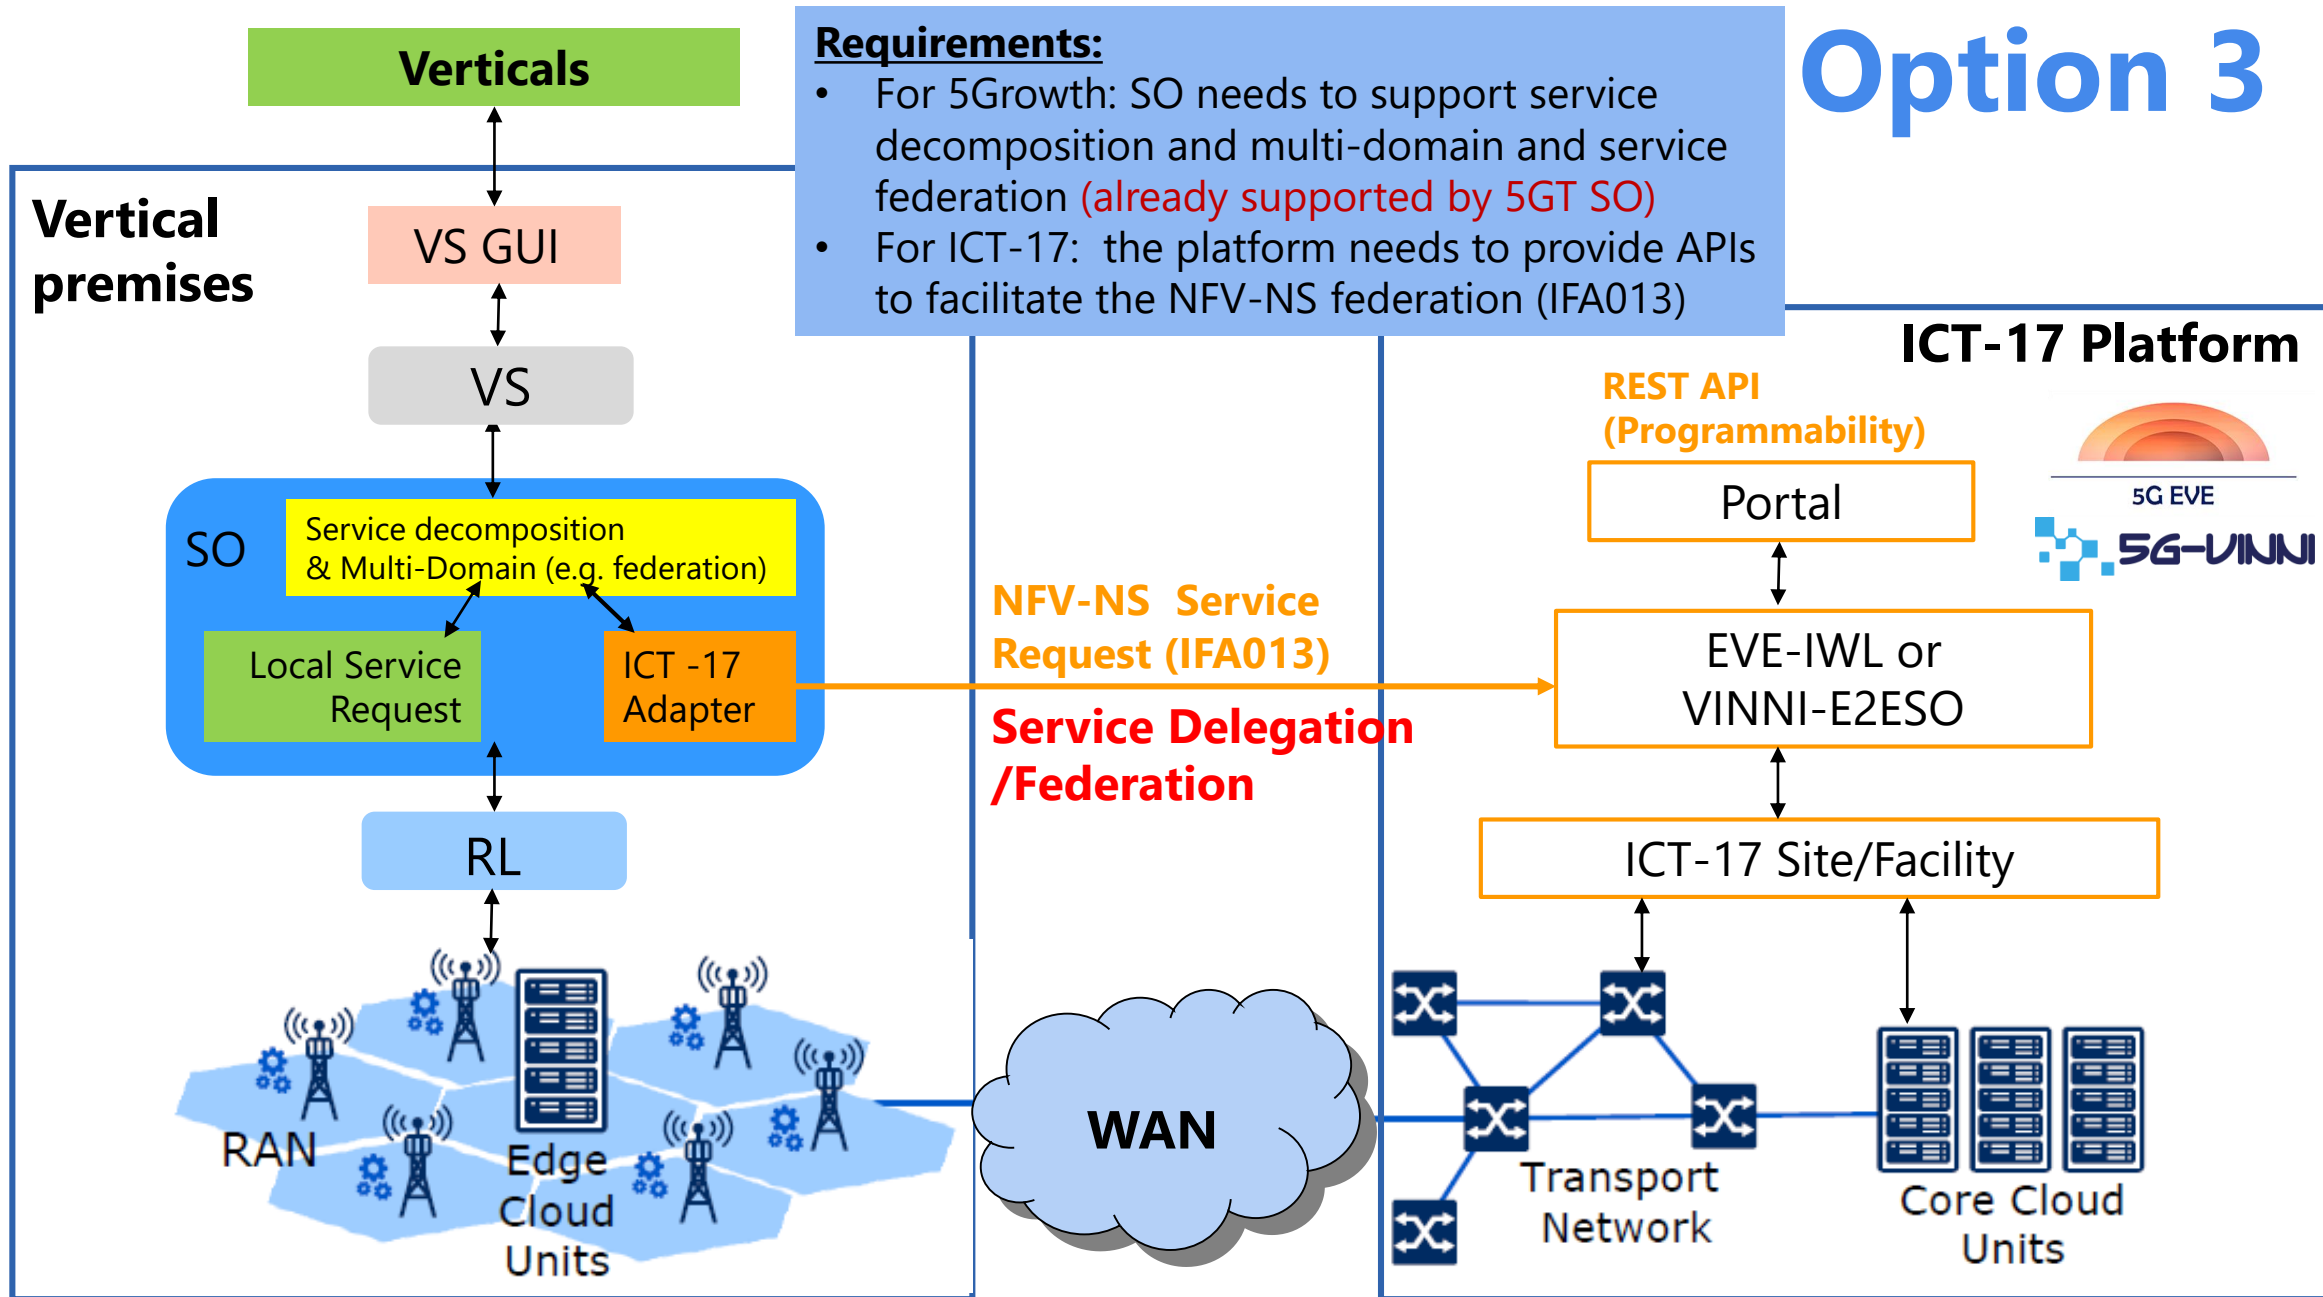 Option 3
Requirements:
• For 5Growth: SO needs to support service
decomposition and multi-domain and service
federation (already supported by 5GT SO)
• For ICT-17:  the platform needs to provide APIs
to facilitate the NFV-NS federation (IFA013)
Verticals
Vertical
premises
VS GUI
VS
SO
Service decomposition
& Multi-Domain (e.g. federation)
Local Service
Request
ICT -17
Adapter
RL
RAN
Edge
Cloud
Units
NFV-NS  Service
Request (IFA013)
Service Delegation
/Federation
WAN
ICT-17 Platform
REST API
(Programmability)
5G EVE
5G-VINNI
Portal
EVE-IWL or
VINNI-E2ESO
ICT-17 Site/Facility
Transport
Network
Core Cloud
Units